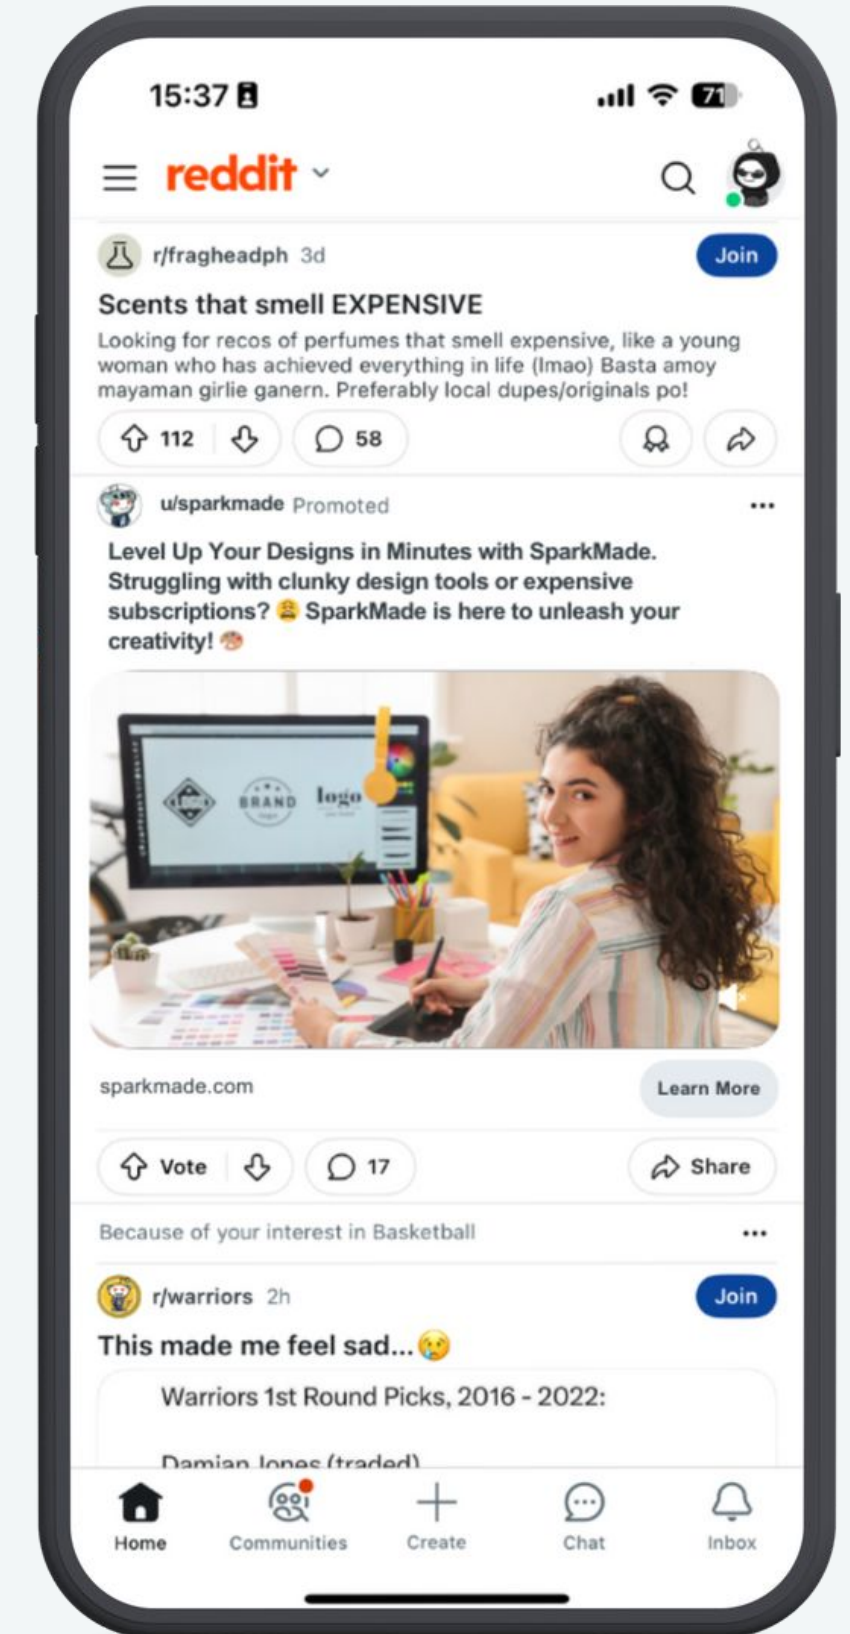 15:37
71
reddit
r/fragheadph 3d
Join
Scents that smell EXPENSIVE
Looking for recos of perfumes that smell expensive, like a young
woman who has achieved everything in life (lmao) Basta amoy
mayaman girlie ganern. Preferably local dupes/originals po!
112
58
u/sparkmade Promoted
Level Up Your Designs in Minutes with SparkMade.
Struggling with clunky design tools or expensive
subscriptions? 😩 SparkMade is here to unleash your
creativity! 🎨
LOGO
BRAND
logo
logo
sparkmade.com
Learn More
Vote
17
Share
Because of your interest in Basketball
r/warriors 2h
Join
This made me feel sad...😢
Warriors 1st Round Picks, 2016 - 2022:
Damian Jones (traded)
Home
Communities
Create
Chat
Inbox